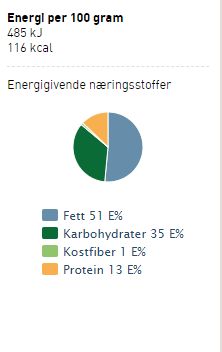 Energi per 100 gram
485 kJ
116 kcal
Energigivende næringsstoffer
Fett 51 E%
Karbohydrater 35 E%
Kostfiber 1 E%
Protein 13 E%